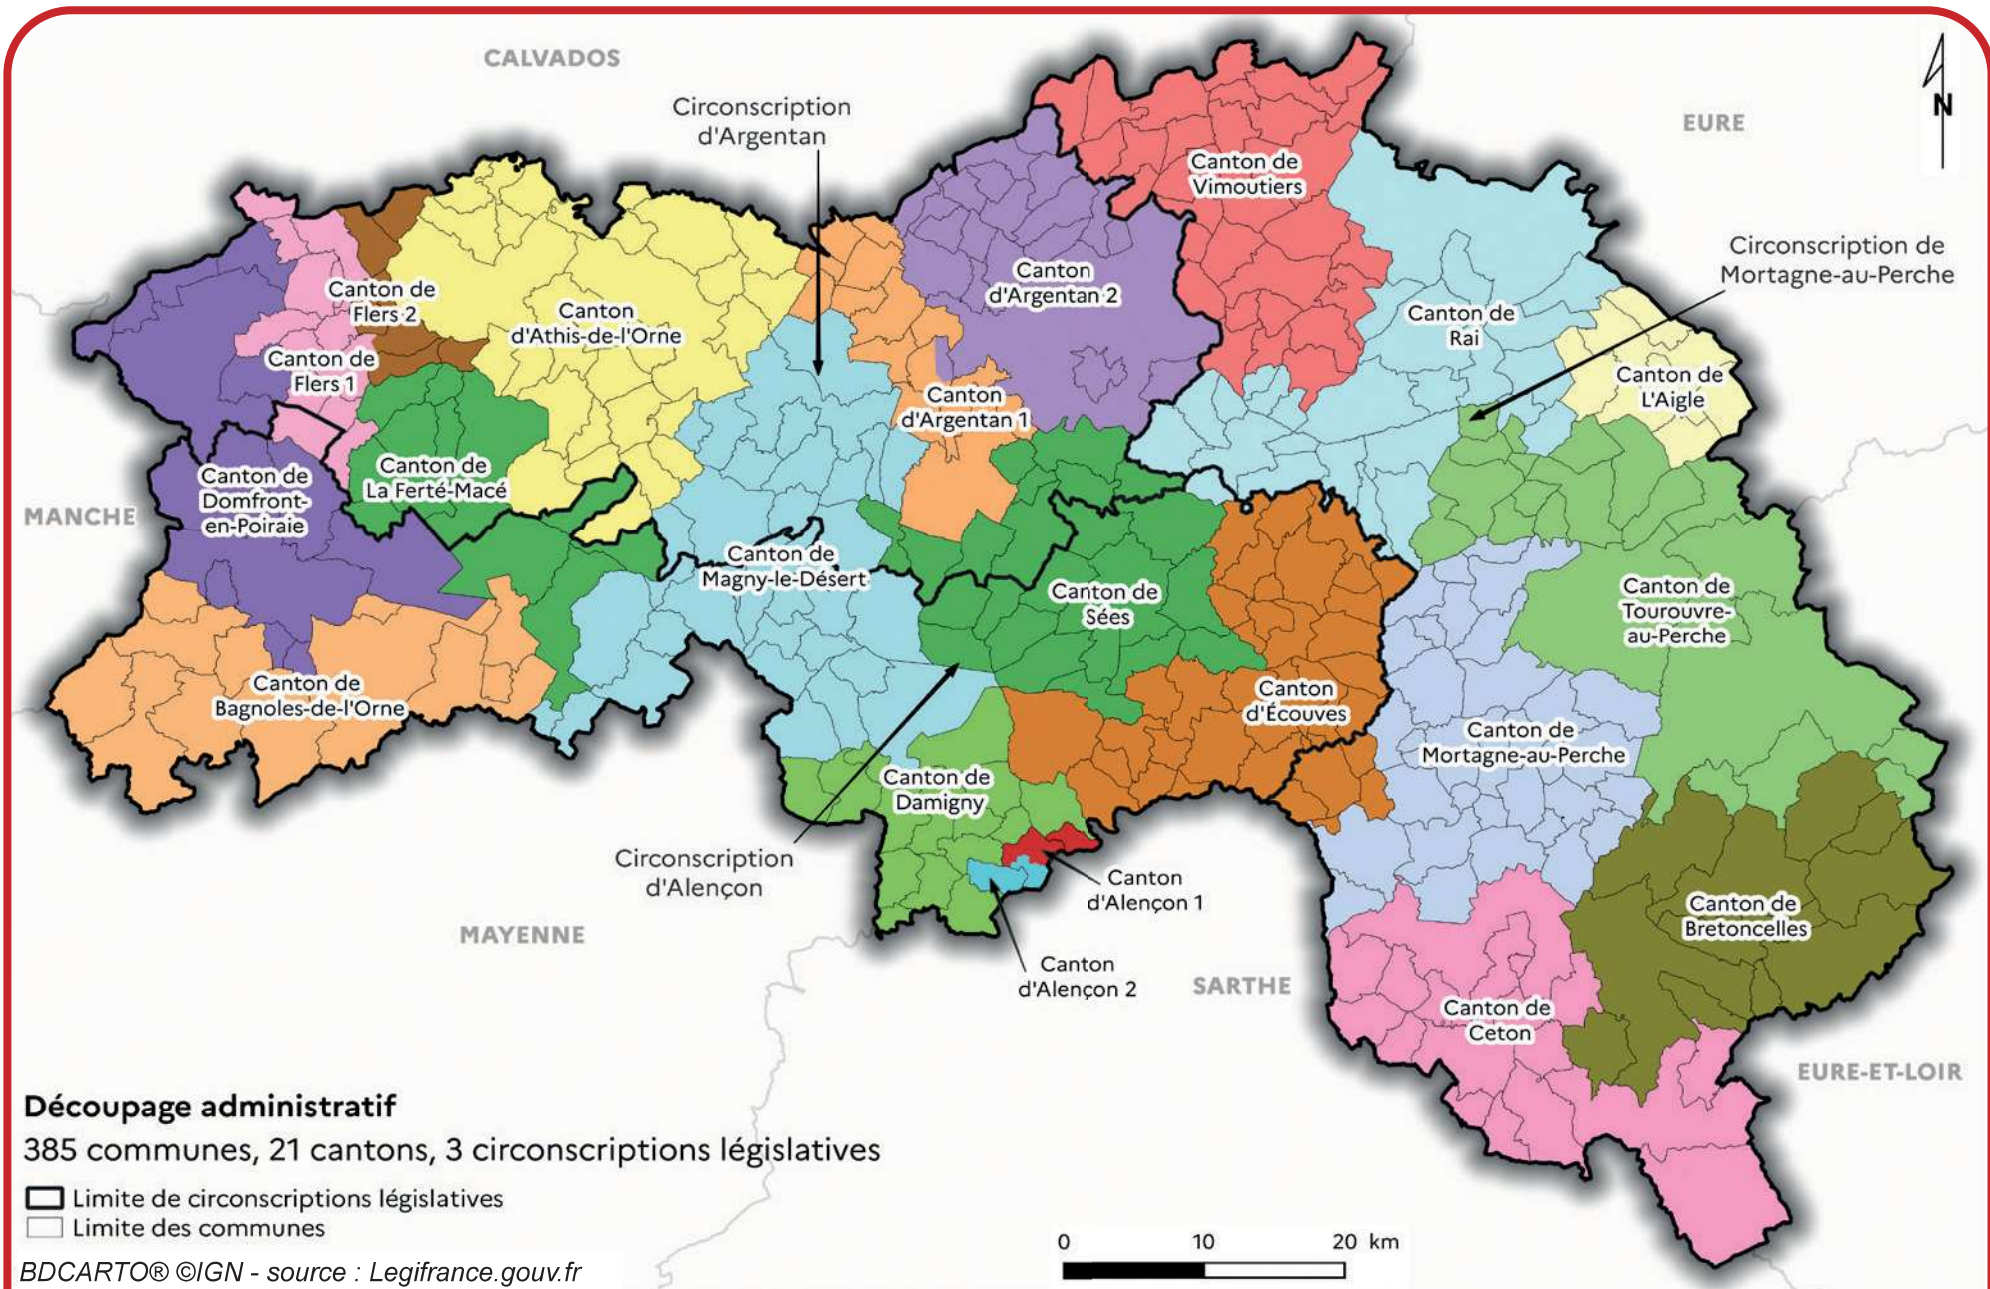 CALVADOS
Circonscription
d'Argentan
EURE
N
Canton de
Vimoutiers
Circonscription de
Mortagne-au-Perche
Canton
d'Argentan 2
Canton de
Flers 2
Canton
d'Athis-de-l'Orne
Canton de
Rai
Canton de
Flers 1
Canton de
L'Aigle
Canton
d'Argentan 1
Canton de
La Ferté-Macé
Canton de
Domfront-
en-Poiraie
MANCHE
Canton de
Magny-le-Désert
Canton de
Sées
Canton de
Tourouvre-
au-Perche
Canton de
Bagnoles-de-l'Orne
Canton
d'Écouves
Canton de
Mortagne-au-Perche
Canton de
Damigny
Circonscription
d'Alençon
Canton
d'Alençon 1
Canton de
Bretoncelles
MAYENNE
Canton
d'Alençon 2
SARTHE
Canton de
Ceton
EURE-ET-LOIR
Découpage administratif
385 communes, 21 cantons, 3 circonscriptions législatives
Limite de circonscriptions législatives
Limite des communes
0 10 20 km
BDCARTO® ©IGN - source : Legifrance.gouv.fr